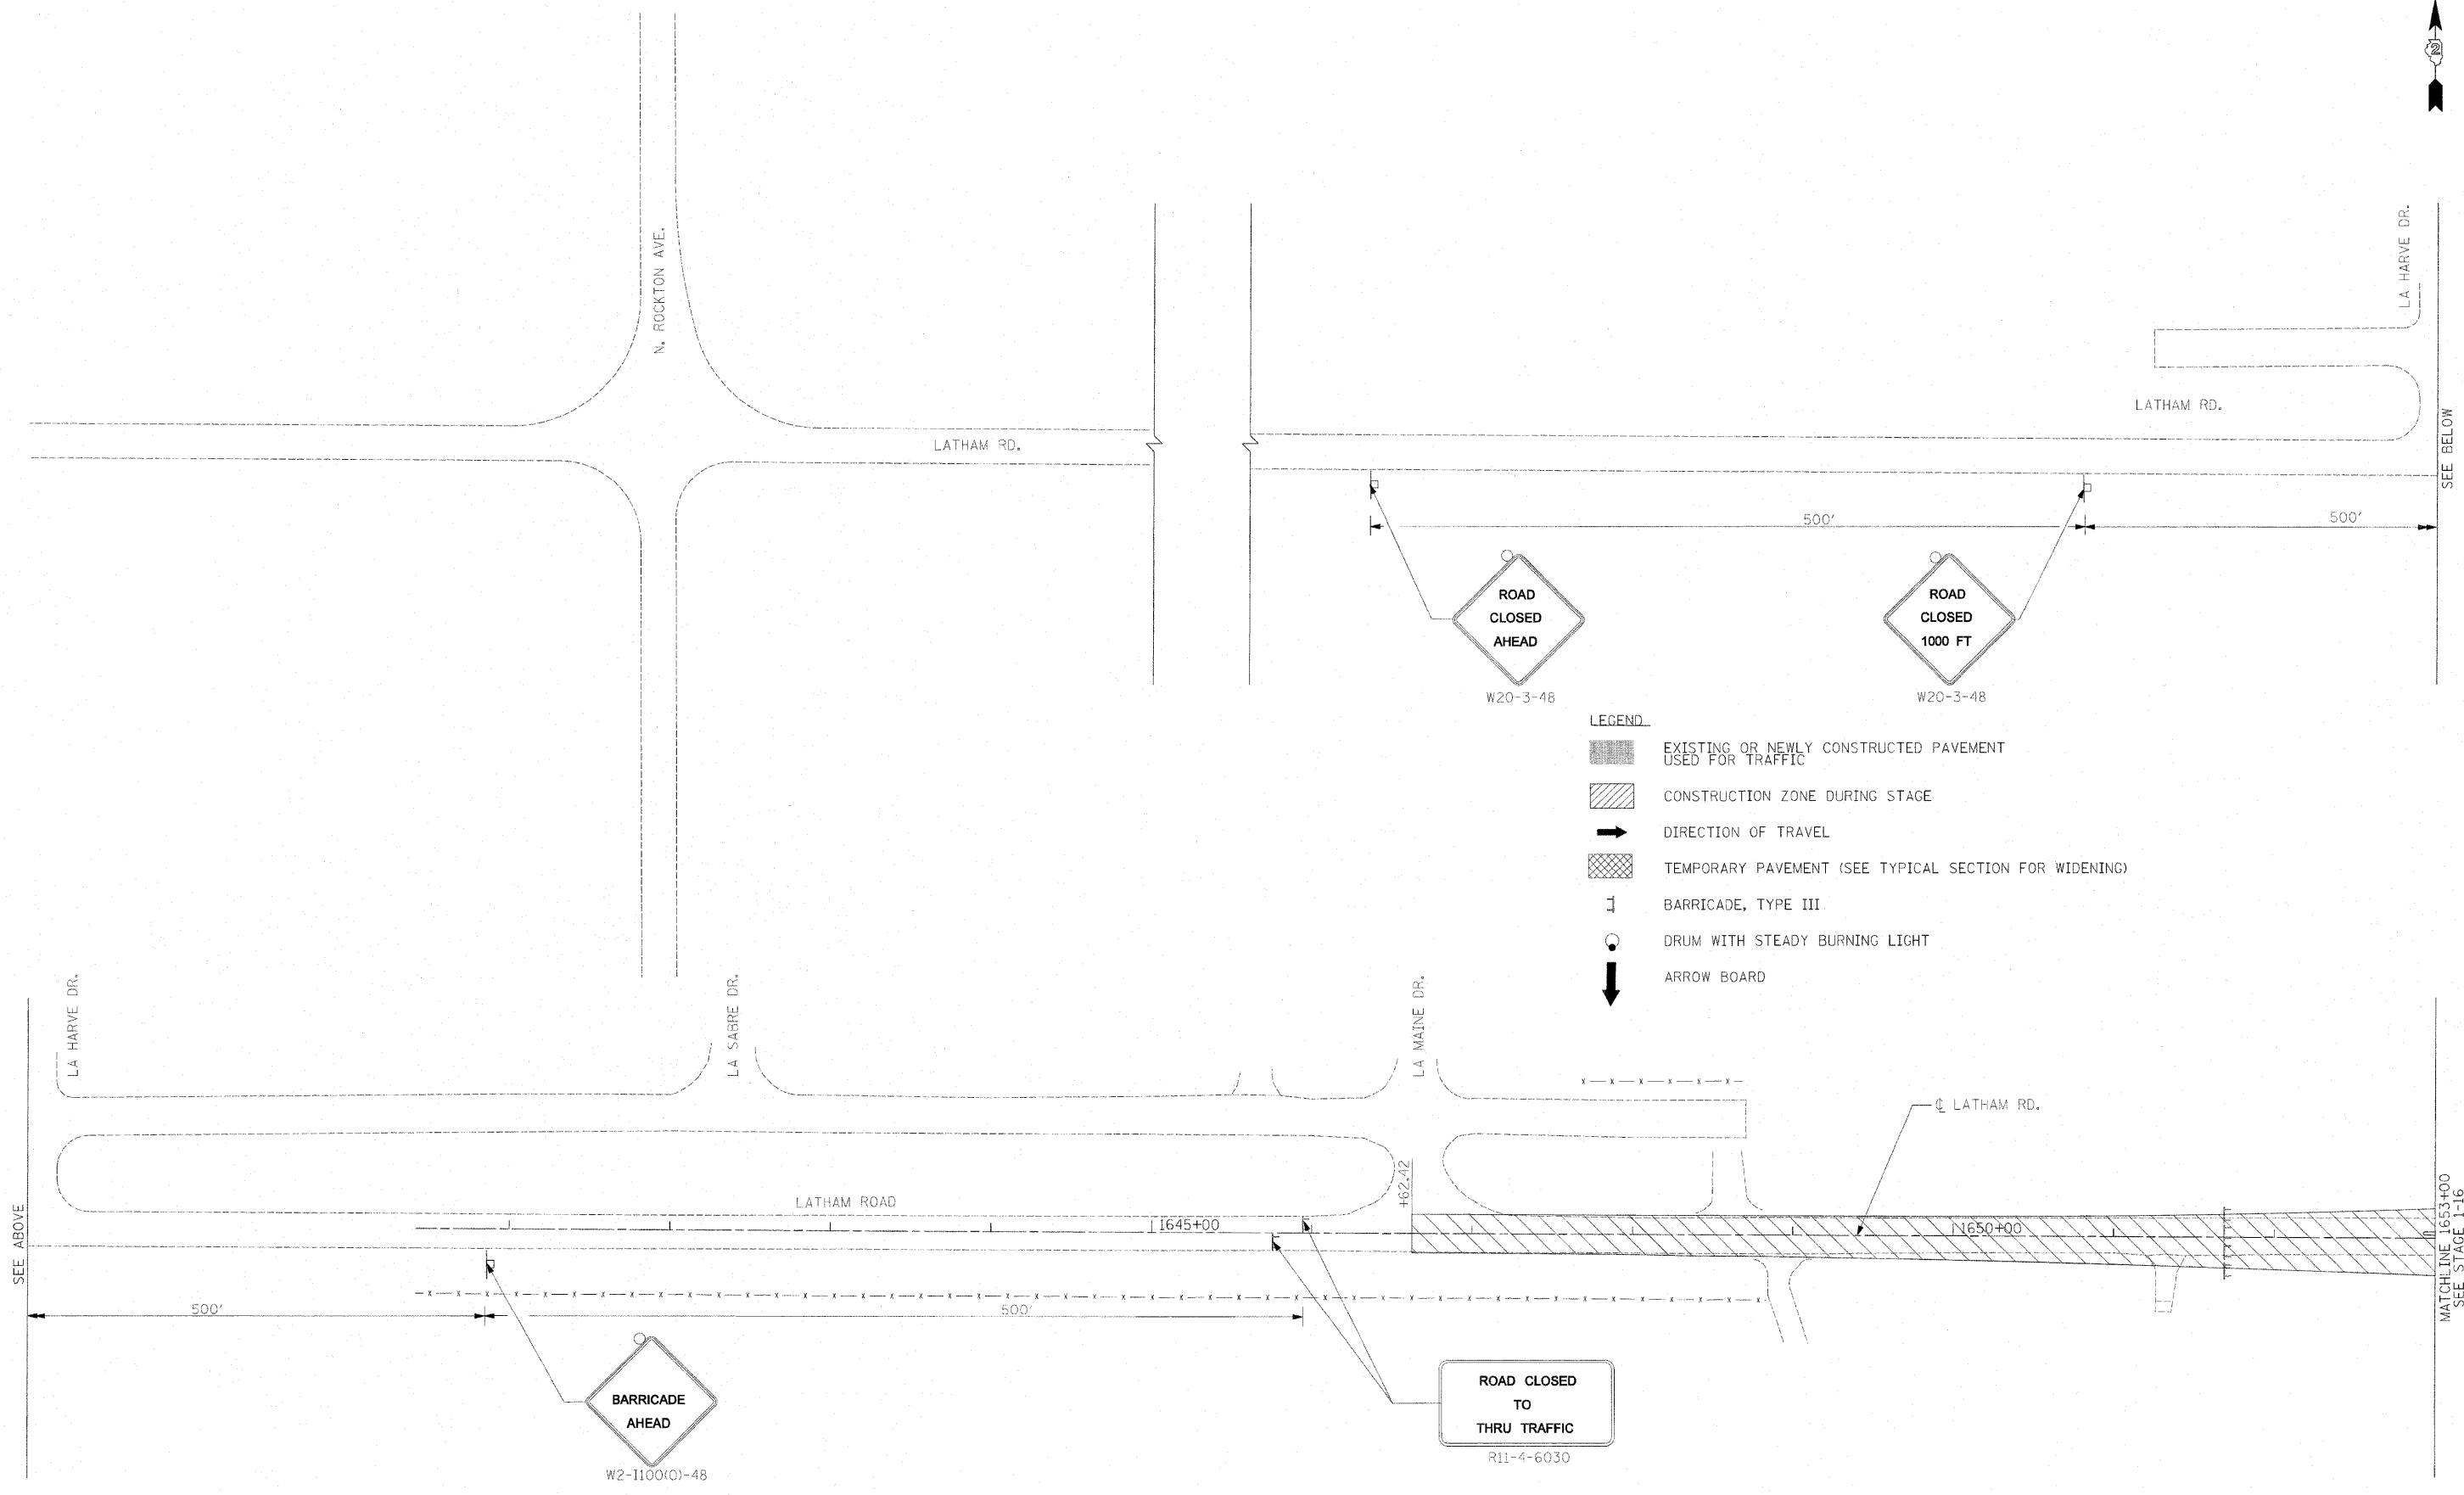 2
N. ROCKTON AVE.
LA HARVE DR.
LATHAM RD.
LATHAM RD.
SEE BELOW
500'
500'
ROAD
CLOSED
AHEAD
W20-3-48
ROAD
CLOSED
1000 FT
W20-3-48
LEGEND
EXISTING OR NEWLY CONSTRUCTED PAVEMENT
USED FOR TRAFFIC
CONSTRUCTION ZONE DURING STAGE
DIRECTION OF TRAVEL
TEMPORARY PAVEMENT (SEE TYPICAL SECTION FOR WIDENING)
BARRICADE, TYPE III
DRUM WITH STEADY BURNING LIGHT
ARROW BOARD
LA HARVE DR.
LA SABRE DR.
LA MAINE DR.
℄ LATHAM RD.
+62.42
LATHAM ROAD
1645+00
1650+00
SEE ABOVE
MATCHLINE 1653+00
SEE STAGE 1-16
500'
500'
BARRICADE
AHEAD
W2-I100(O)-48
ROAD CLOSED
TO
THRU TRAFFIC
R11-4-6030